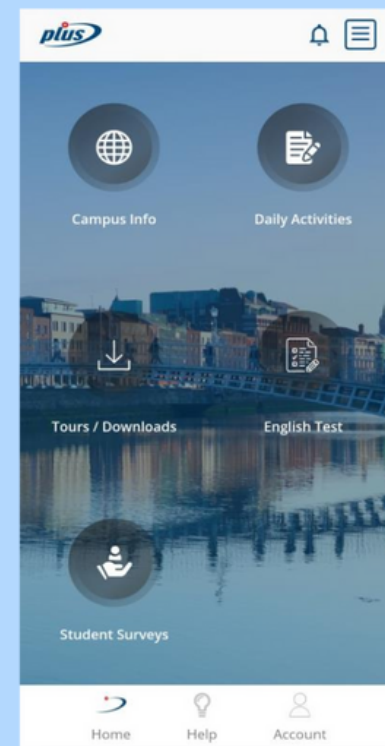 plus
Campus Info
Daily Activities
Tours / Downloads
English Test
Student Surveys
Home
Help
Account